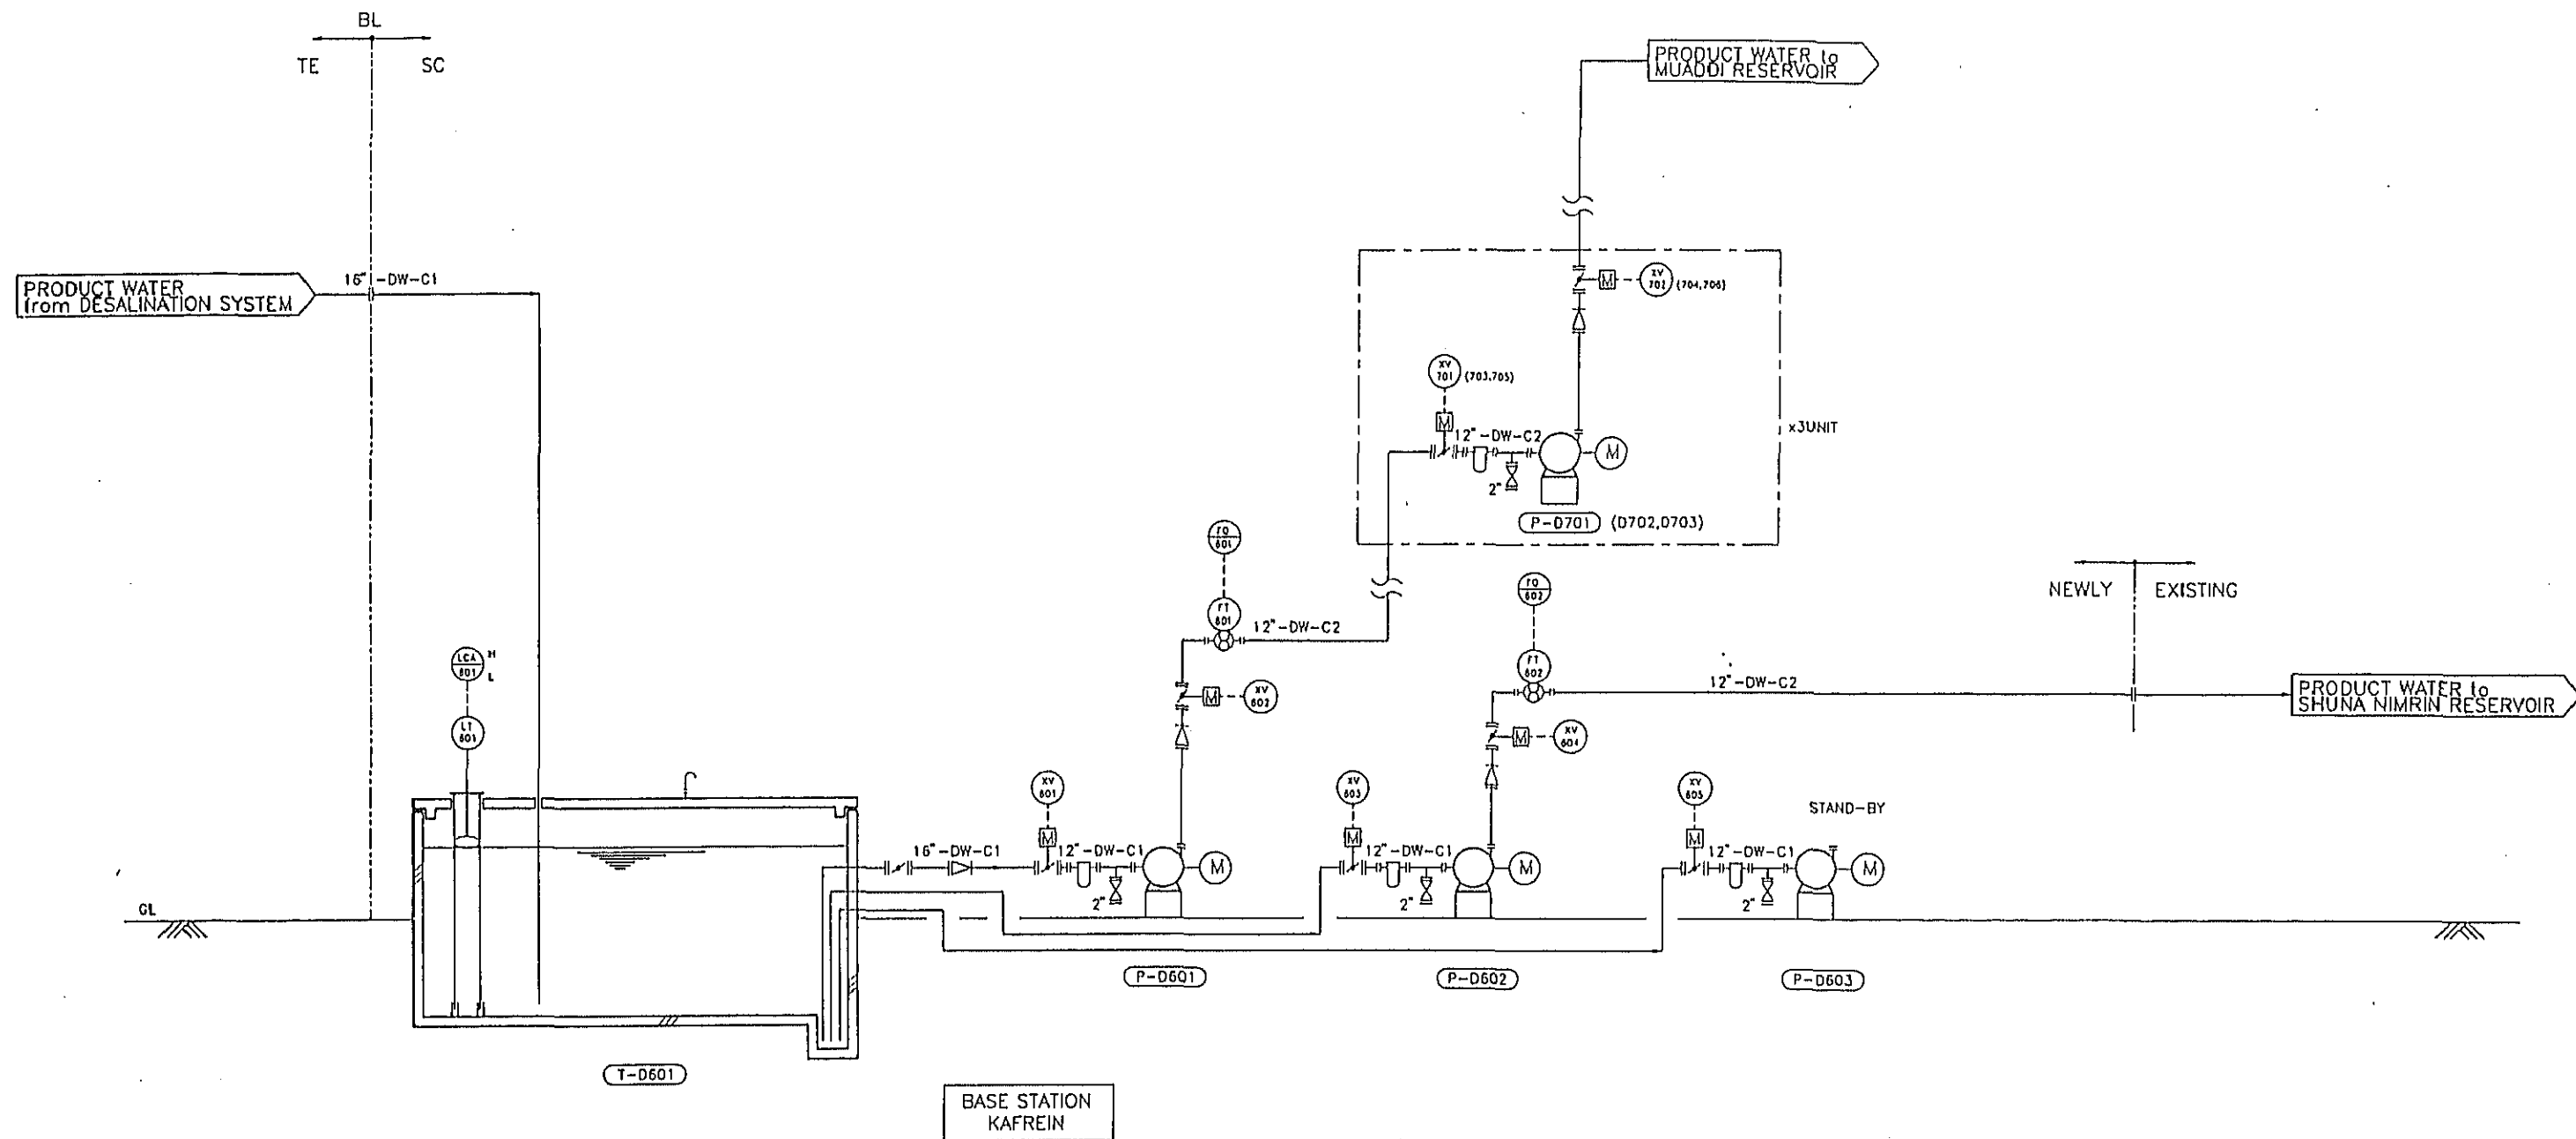 BL
TE
SC
PRODUCT WATER to
MUADDI RESERVOIR
16"-DW-C1
PRODUCT WATER
from DESALINATION SYSTEM
XV
702
(704,706)
M
XV
701
(703,705)
M
12"-DW-C2
M
2"
x3UNIT
P-D701
(D702,D703)
FQ
601
FT
601
12"-DW-C2
FQ
602
FT
602
12"-DW-C2
NEWLY
EXISTING
PRODUCT WATER to
SHUNA NIMRIN RESERVOIR
LCA
601
H
L
LT
601
M
XV
602
M
XV
604
XV
601
M
XV
603
M
XV
605
M
STAND-BY
16"-DW-C1
12"-DW-C1
M
2"
12"-DW-C1
M
2"
12"-DW-C1
M
2"
GL
P-D601
P-D602
P-D603
T-D601
BASE STATION
KAFREIN